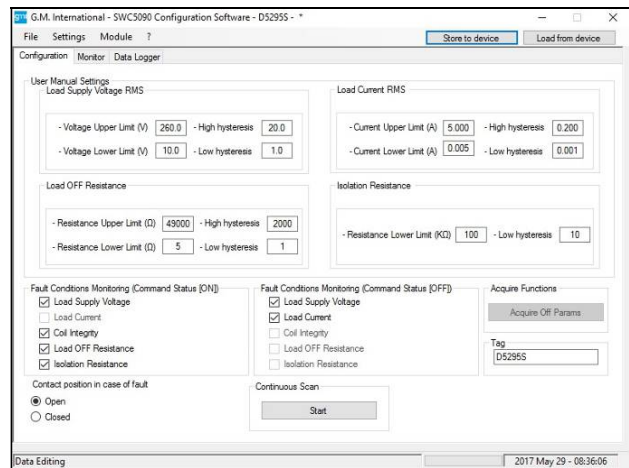 G.M. International - SWC5090 Configuration Software - D5295S - *
File Settings Module ? Store to device Load from device
Configuration Monitor Data Logger
User Manual Settings
Load Supply Voltage RMS
- Voltage Upper Limit (V) 260.0 - High hysteresis 20.0
- Voltage Lower Limit (V) 10.0 - Low hysteresis 1.0
Load Current RMS
- Current Upper Limit (A) 5.000 - High hysteresis 0.200
- Current Lower Limit (A) 0.005 - Low hysteresis 0.001
Load OFF Resistance
- Resistance Upper Limit (Ω) 49000 - High hysteresis 2000
- Resistance Lower Limit (Ω) 5 - Low hysteresis 1
Isolation Resistance
- Resistance Lower Limit (KΩ) 100 - Low hysteresis 10
Fault Conditions Monitoring (Command Status [ON])
Load Supply Voltage
Load Current
Coil Integrity
Load OFF Resistance
Isolation Resistance
Fault Conditions Monitoring (Command Status [OFF])
Load Supply Voltage
Load Current
Coil Integrity
Load OFF Resistance
Isolation Resistance
Acquire Functions
Acquire Off Params
Tag
D5295S
Contact position in case of fault
Open
Closed
Continuous Scan
Start
Data Editing 2017 May 29 - 08:36:06